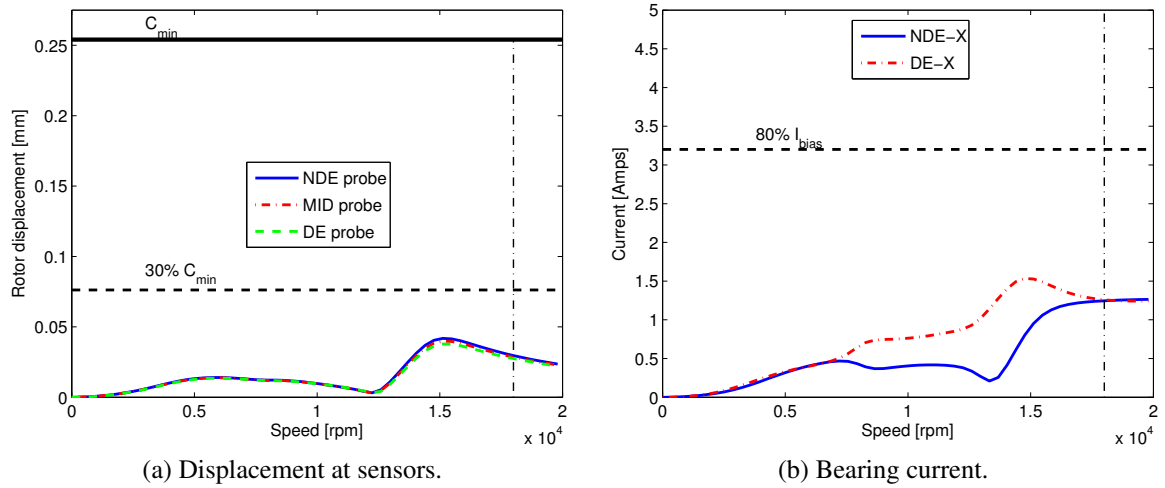 C_min
0.25
0.2
0.15
0.1
0.05
0
Rotor displacement [mm]
30% C_min
NDE probe
MID probe
DE probe
0 0.5 1 1.5 2
x 10^4
Speed [rpm]
(a) Displacement at sensors.
5
4.5
4
3.5
3
2.5
2
1.5
1
0.5
0
Current [Amps]
NDE-X
DE-X
80% I_bias
0 0.5 1 1.5 2
x 10^4
Speed [rpm]
(b) Bearing current.